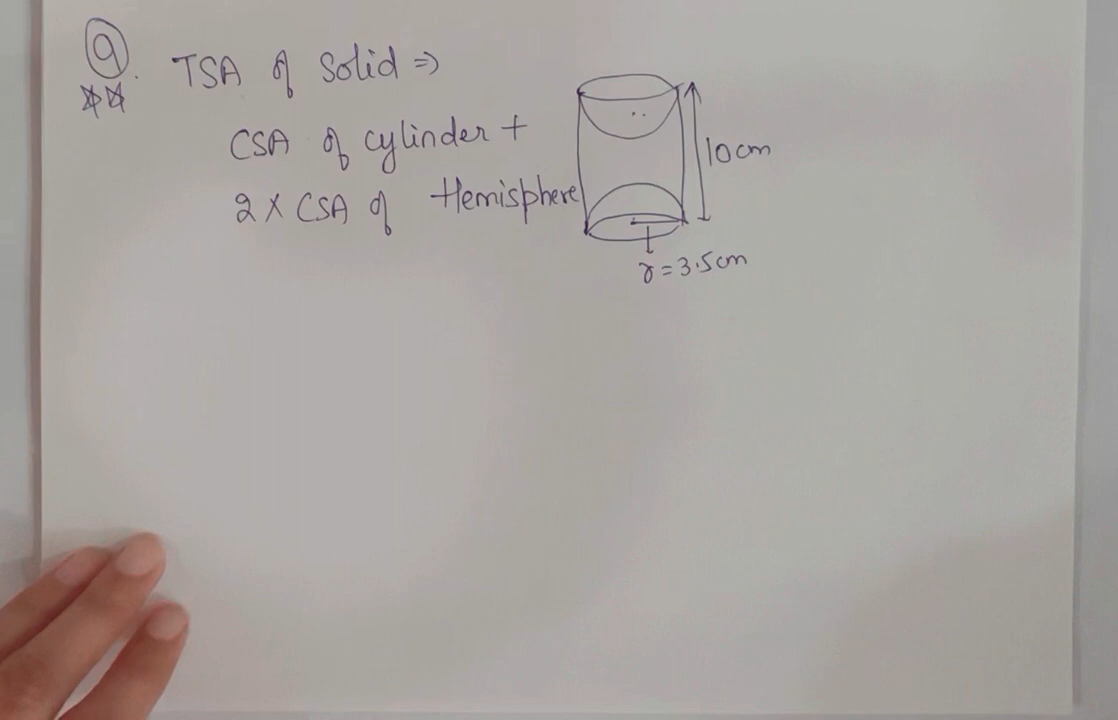 9. TSA of Solid ⇒
CSA of cylinder +
2 X CSA of Hemisphere
10cm
r = 3.5cm